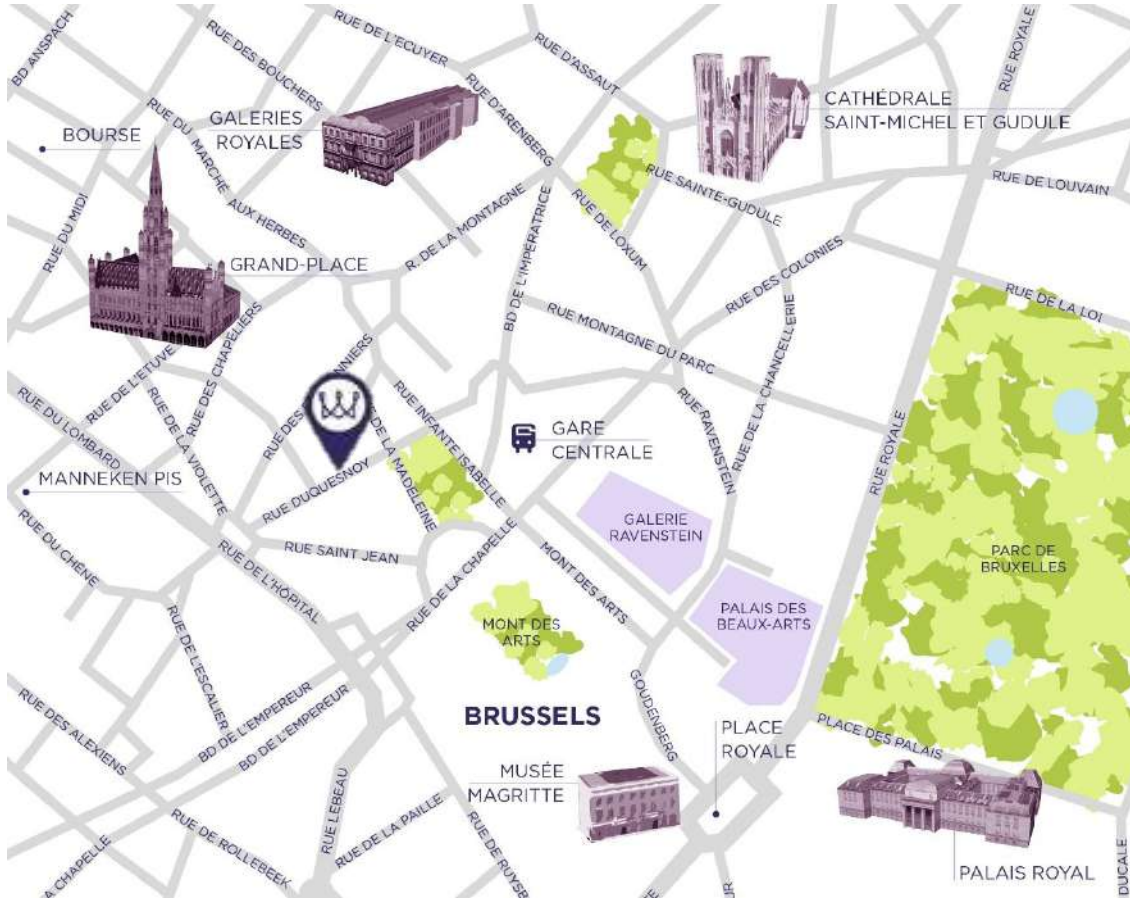 BD ANSPACH
RUE DE L'ECUYER
RUE DES BOUCHERS
RUE D'ASSAUT
RUE ROYALE
BOURSE
GALERIES
ROYALES
RUE D'ARENBERG
CATHÉDRALE
SAINT-MICHEL ET GUDULE
RUE DU MARCHÉ
AUX HERBES
RUE SAINTE-GUDULE
RUE DE LOUVAIN
RUE DU MIDI
GRAND-PLACE
R. DE LA MONTAGNE
BD DE L'IMPÉRATRICE
RUE DE LOXUM
RUE DES COLONIES
RUE DE LA LOI
RUE MONTAGNE DU PARC
RUE DE LA CHANCELLERIE
RUE DE L'ETUVE
RUE DES CHAPELIERS
NNIERS
RUE DU LOMBARD
RUE DE LA VIOLETTE
RUE DES
DE LA MADELEINE
RUE INFANTE ISABELLE
GARE
CENTRALE
RUE RAVENSTEIN
RUE ROYALE
MANNEKEN PIS
RUE DUQUESNOY
GALERIE
RAVENSTEIN
PARC DE
BRUXELLES
RUE DU CHÊNE
RUE SAINT JEAN
RUE DE L'HÔPITAL
RUE DE LA CHAPELLE
MONT DES ARTS
MONT DES
ARTS
PALAIS DES
BEAUX-ARTS
RUE DE L'ESCALIER
BD DE L'EMPEREUR
BD DE L'EMPEREUR
RUE DES ALEXIENS
BRUSSELS
GOUDENBERG
PLACE
ROYALE
PLACE DES PALAIS
MUSÉE
MAGRITTE
RUE LEBEAU
RUE DE LA PAILLE
RUE DE ROLLEBEEK
RUE DE RUYSB
A CHAPELLE
PALAIS ROYAL
DUCALE
E
UR